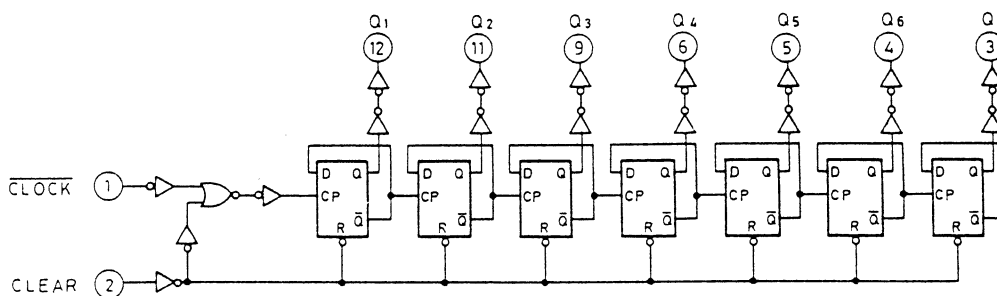 Q1 Q2 Q3 Q4 Q5 Q6 Q
12 11 9 6 5 4 3
D Q D Q D Q D Q D Q D Q D Q
C̅L̅O̅C̅K̅ 1 CP CP CP CP CP CP CP
Q̅ Q̅ Q̅ Q̅ Q̅ Q̅ Q̅
R R R R R R R
CLEAR 2